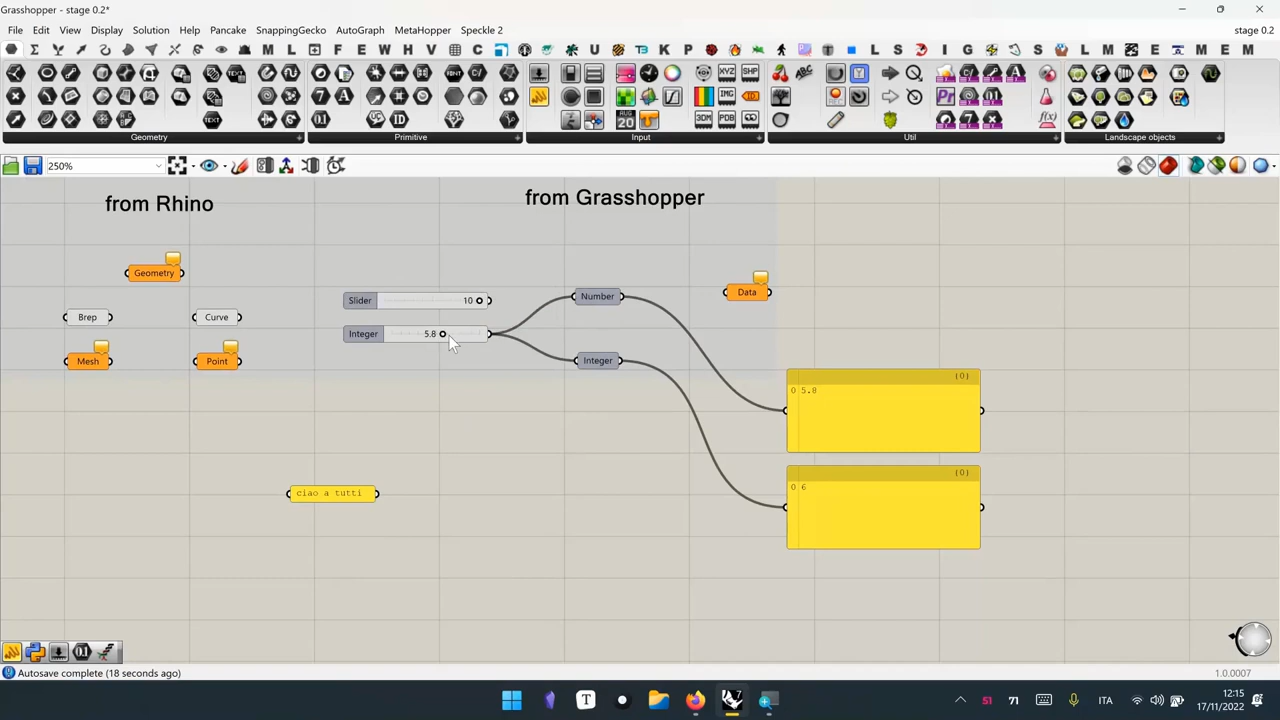 Grasshopper - stage 0.2*
File Edit View Display Solution Help Pancake SnappingGecko MetaHopper Speckle 2
stage 0.2
Geometry
Primitive
Input
Util
Landscape objects
250%
from Rhino
from Grasshopper
Geometry
Brep
Curve
Mesh
Point
Slider
10
Integer
5.8
Number
Integer
Data
{0}
0 5.8
{0}
0 6
ciao a tutti
Autosave complete (18 seconds ago)
1.0.0007
ITA
12:15
17/11/2022